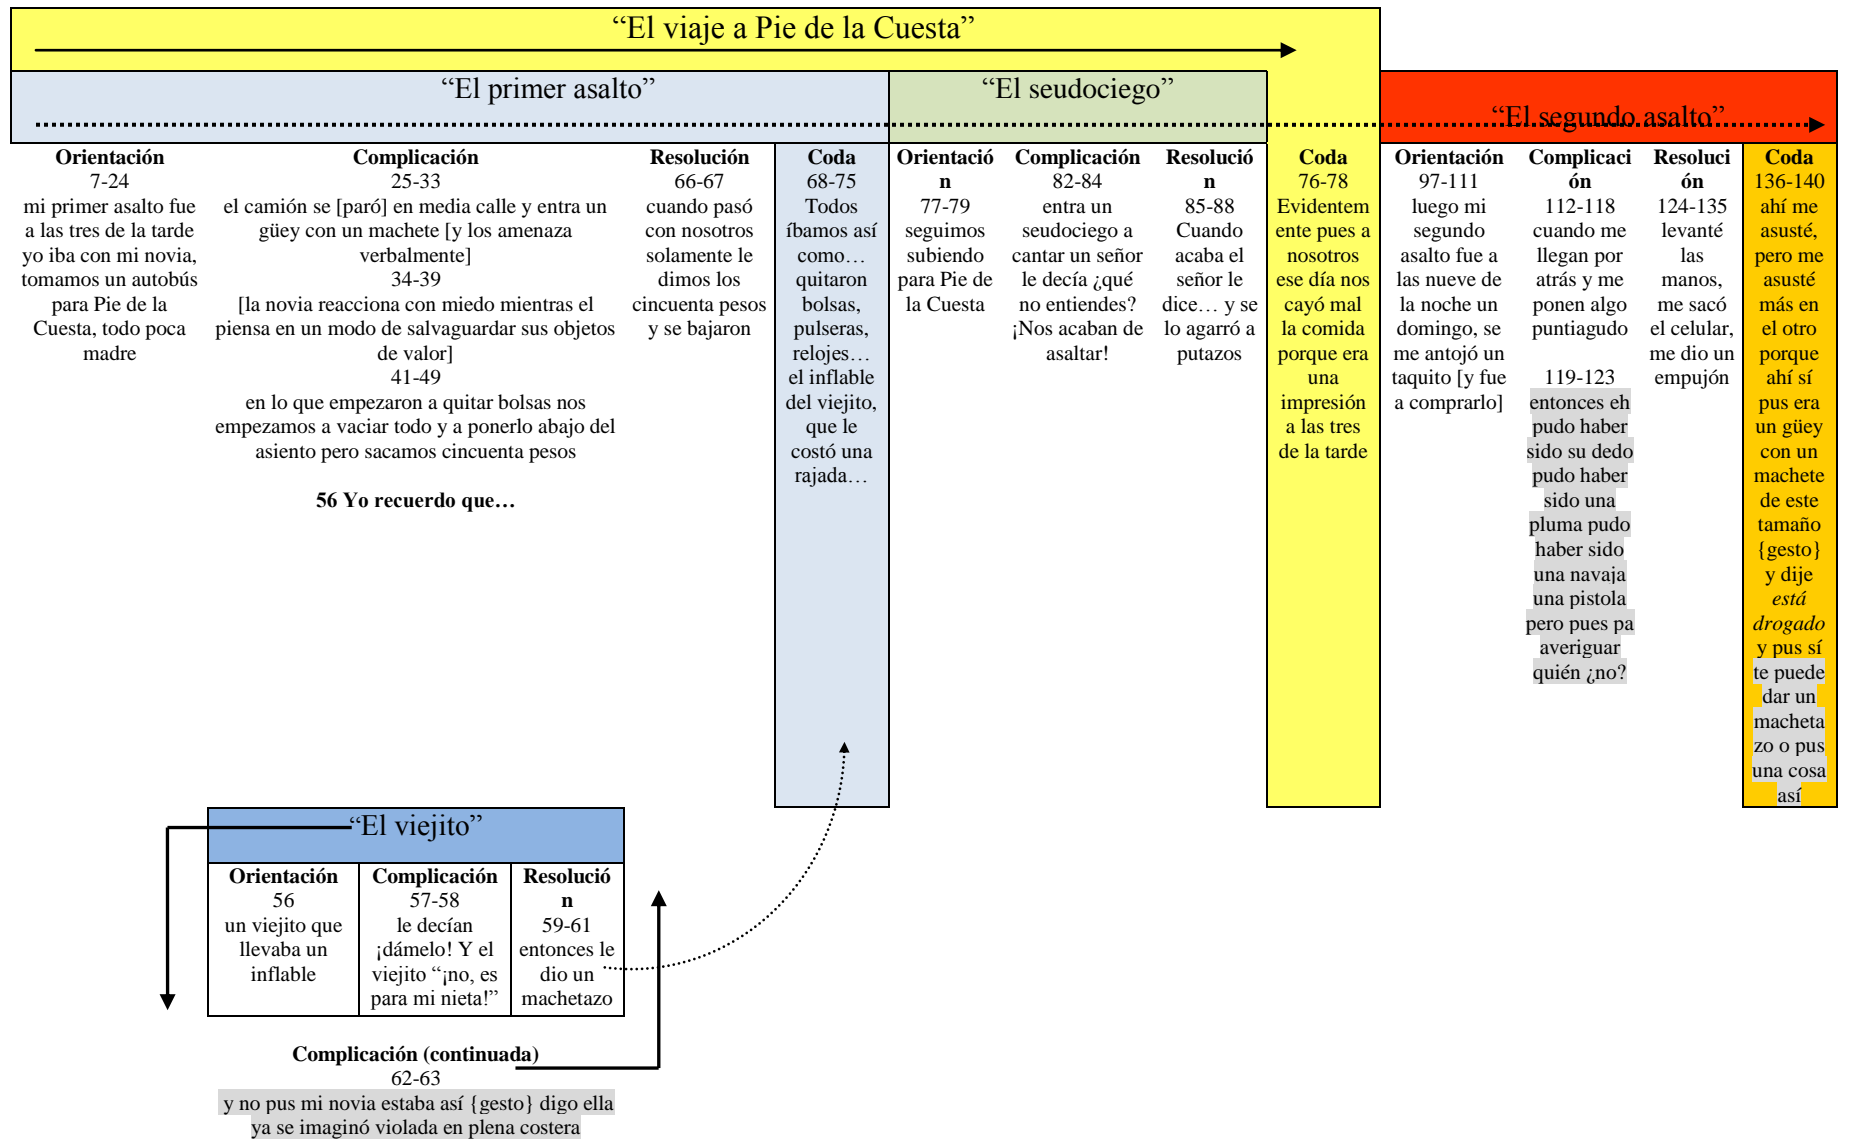 “El viaje a Pie de la Cuesta”
“El primer asalto”
“El seudociego”
“El segundo asalto”
Orientación
7-24
mi primer asalto fue
a las tres de la tarde
yo iba con mi novia,
tomamos un autobús
para Pie de la
Cuesta, todo poca
madre
Complicación
25-33
el camión se [paró] en media calle y entra un
güey con un machete [y los amenaza
verbalmente]
34-39
[la novia reacciona con miedo mientras el
piensa en un modo de salvaguardar sus objetos
de valor]
41-49
en lo que empezaron a quitar bolsas nos
empezamos a vaciar todo y a ponerlo abajo del
asiento pero sacamos cincuenta pesos
56 Yo recuerdo que…
Resolución
66-67
cuando pasó
con nosotros
solamente le
dimos los
cincuenta pesos
y se bajaron
Coda
68-75
Todos
íbamos así
como…
quitaron
bolsas,
pulseras,
relojes…
el inflable
del viejito,
que le
costó una
rajada…
Orientació
n
77-79
seguimos
subiendo
para Pie de
la Cuesta
Complicación
82-84
entra un
seudociego a
cantar un señor
le decía ¿qué
no entiendes?
¡Nos acaban de
asaltar!
Resolució
n
85-88
Cuando
acaba el
señor le
dice… y se
lo agarró a
putazos
Coda
76-78
Evidentem
ente pues a
nosotros
ese día nos
cayó mal
la comida
porque era
una
impresión
a las tres
de la tarde
Orientación
97-111
luego mi
segundo
asalto fue a
las nueve de
la noche un
domingo, se
me antojó un
taquito [y fue
a comprarlo]
Complicaci
ón
112-118
cuando me
llegan por
atrás y me
ponen algo
puntiagudo
119-123
entonces eh
pudo haber
sido su dedo
pudo haber
sido una
pluma pudo
haber sido
una navaja
una pistola
pero pues pa
averiguar
quién ¿no?
Resoluci
ón
124-135
levanté
las
manos,
me sacó
el celular,
me dio un
empujón
Coda
136-140
ahí me
asusté,
pero me
asusté
más en
el otro
porque
ahí sí
pus era
un güey
con un
machete
de este
tamaño
{gesto}
y dije
está
drogado
y pus sí
te puede
dar un
macheta
zo o pus
una cosa
así
“El viejito”
Orientación
56
un viejito que
llevaba un
inflable
Complicación
57-58
le decían
¡dámelo! Y el
viejito “¡no, es
para mi nieta!”
Resolució
n
59-61
entonces le
dio un
machetazo
Complicación (continuada)
62-63
y no pus mi novia estaba así {gesto} digo ella
ya se imaginó violada en plena costera